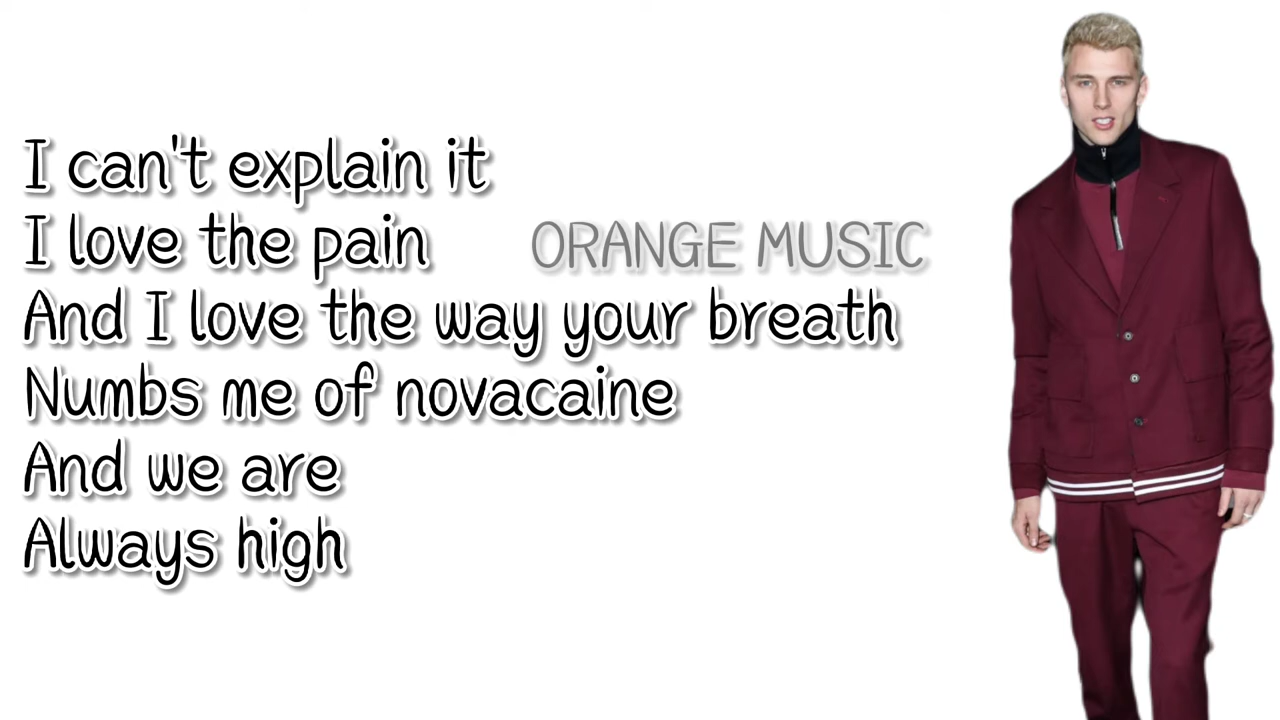 I can't explain it
I love the pain
ORANGE MUSIC
And I love the way your breath
Numbs me of novacaine
And we are
Always high